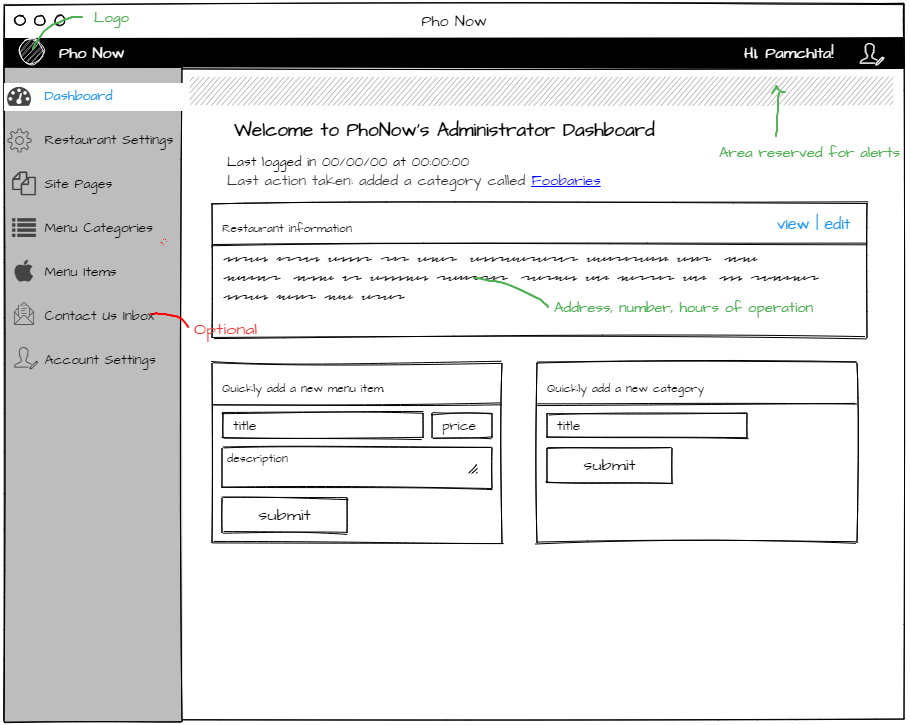 Logo
Pho Now
Pho Now
Hi, Pamchita!
Dashboard
Restaurant Settings
Site Pages
Menu Categories
Menu Items
Contact Us Inbox
Optional
Account Settings
Area reserved for alerts
Welcome to PhoNow's Administrator Dashboard
Last logged in 00/00/00 at 00:00:00
Last action taken: added a category called Foobaries
Restaurant information
view | edit
Address, number, hours of operation
Quickly add a new menu item
title
price
description
submit
Quickly add a new category
title
submit